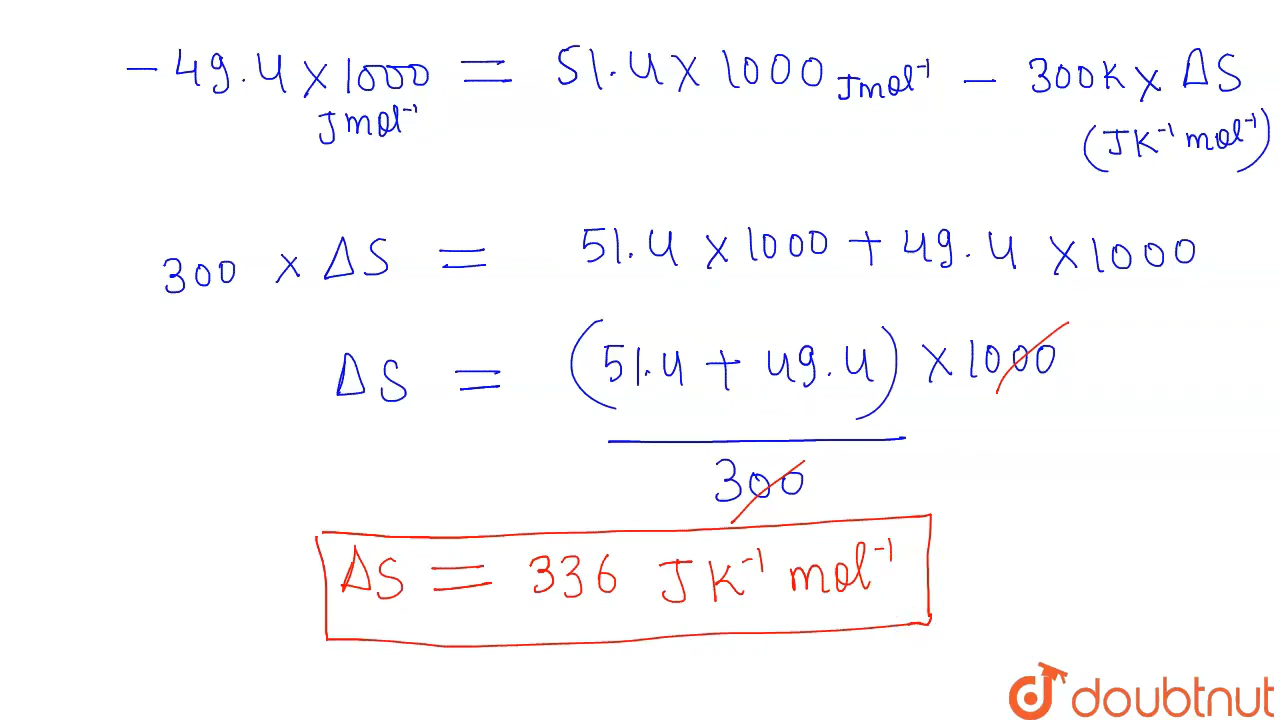 − 49.4 × 1000 = 51.4 × 1000 Jmol⁻¹ − 300K × ΔS
Jmol⁻¹ (JK⁻¹ mol⁻¹)
300 × ΔS = 51.4 × 1000 + 49.4 × 1000
ΔS = (51.4 + 49.4) × 1000
300
ΔS = 336 JK⁻¹ mol⁻¹
doubtnut